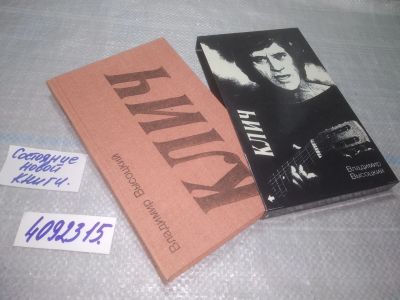 Состояние
новой
книги.
4092315.
КЛИЧ
Владимир Высоцкий
КЛИЧ
Владимир
Высоцкий